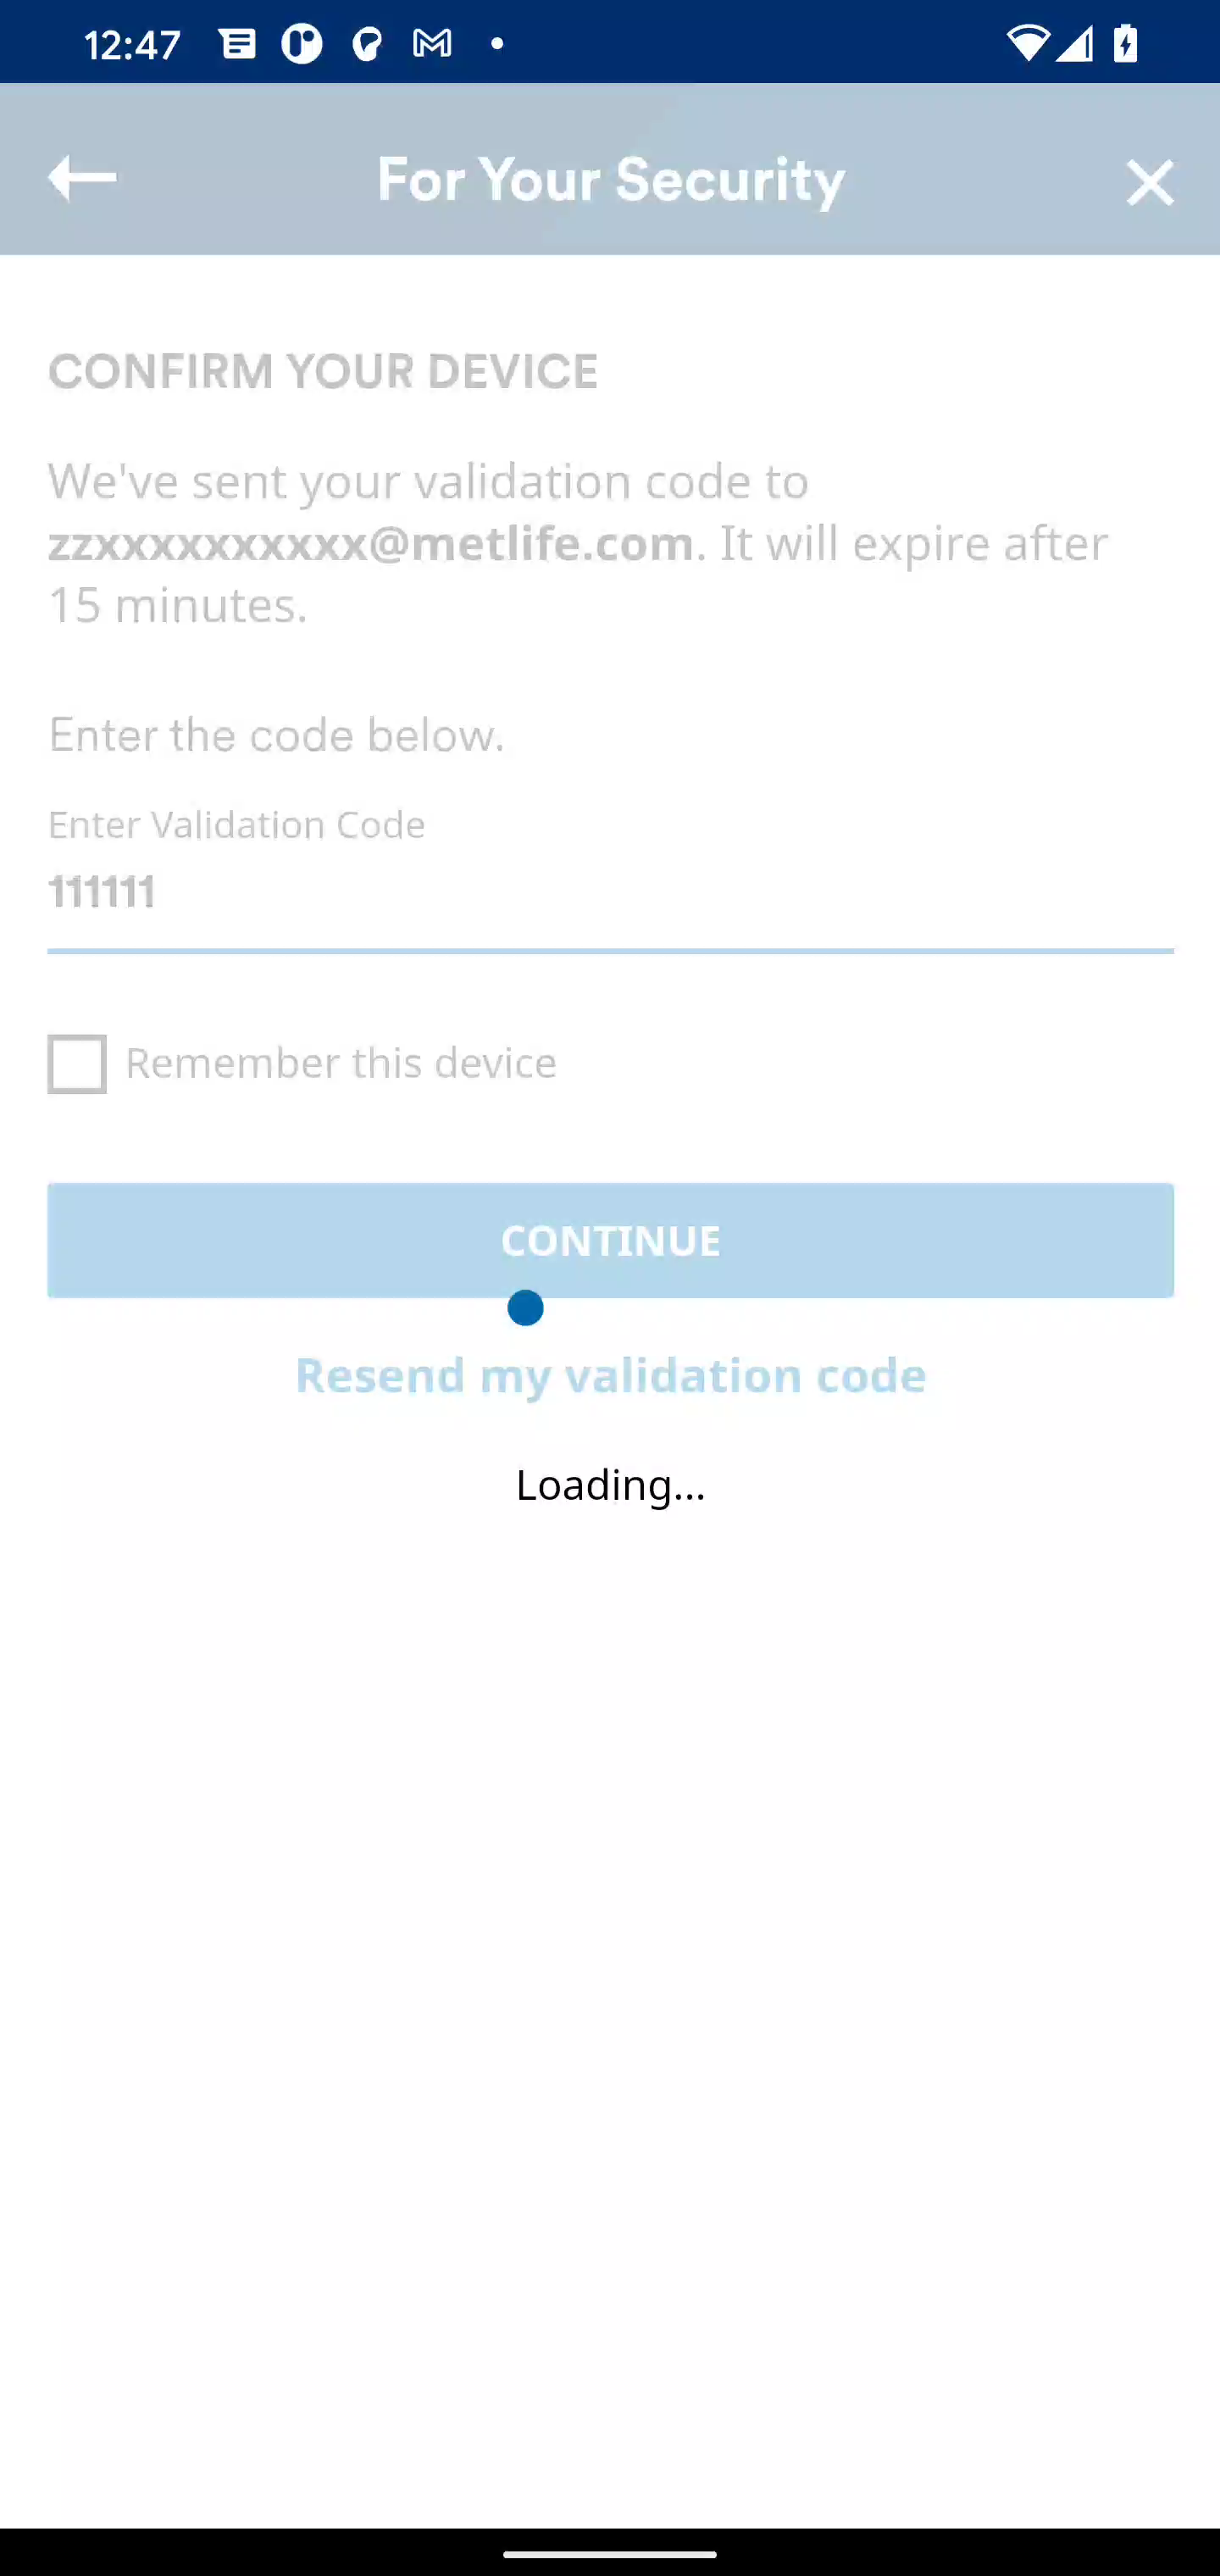 12:47
For Your Security
CONFIRM YOUR DEVICE
We've sent your validation code to
zzxxxxxxxxxx@metlife.com. It will expire after
15 minutes.
Enter the code below.
Enter Validation Code
111111
Remember this device
CONTINUE
Resend my validation code
Loading...